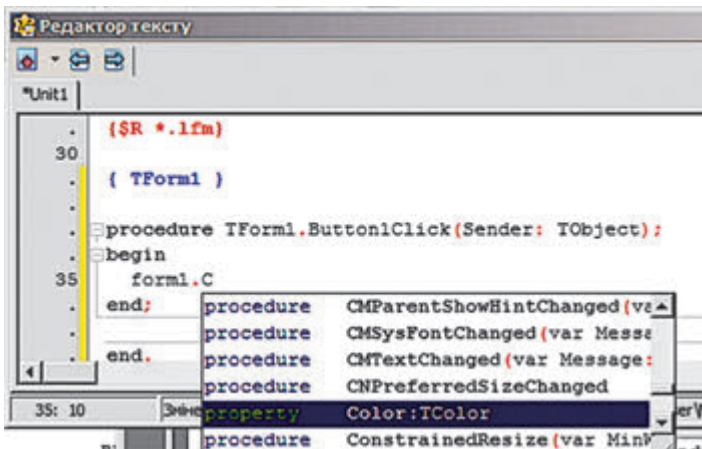 Редактор тексту
*Unit1
{$R *.lfm}
30
{ TForm1 }
procedure TForm1.Button1Click(Sender: TObject);
begin
35 form1.C
end; procedure CMParentShowHintChanged(va
procedure CMSysFontChanged(var Messa
end. procedure CMTextChanged(var Message:
procedure CNPreferredSizeChanged
35: 10 property Color:TColor
procedure ConstrainedResize(var Min